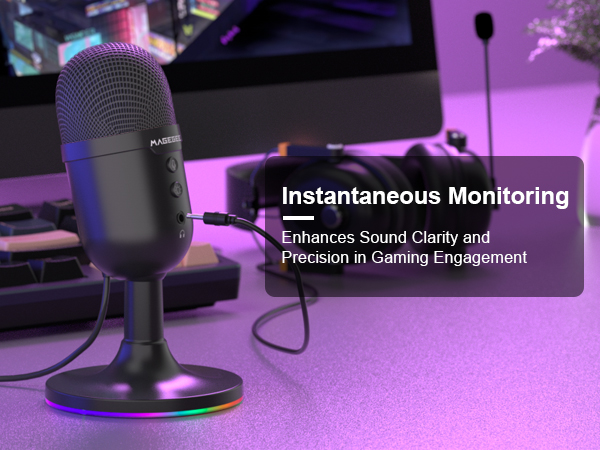 Instantaneous Monitoring
Enhances Sound Clarity and
Precision in Gaming Engagement